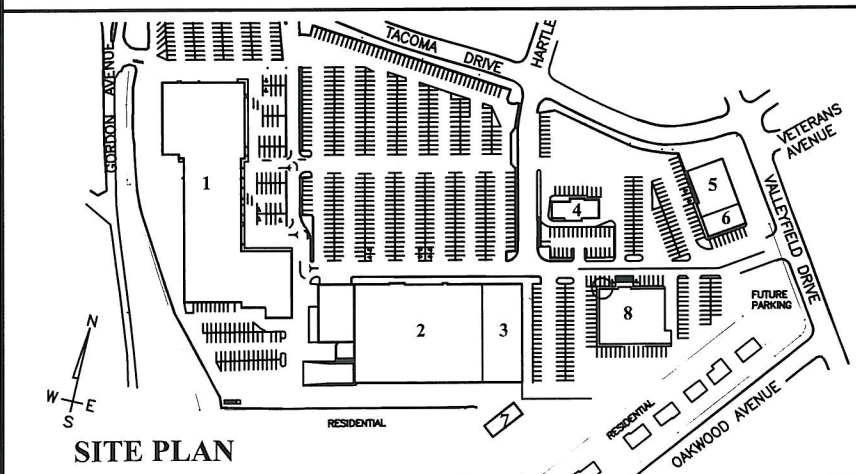 GORDON AVENUE
TACOMA DRIVE
HARTLE
VETERANS
AVENUE
VALLEYFIELD DRIVE
1
2
3
4
5
6
8
FUTURE
PARKING
N
W E
S
RESIDENTIAL
RESIDENTIAL
OAKWOOD AVENUE
SITE PLAN